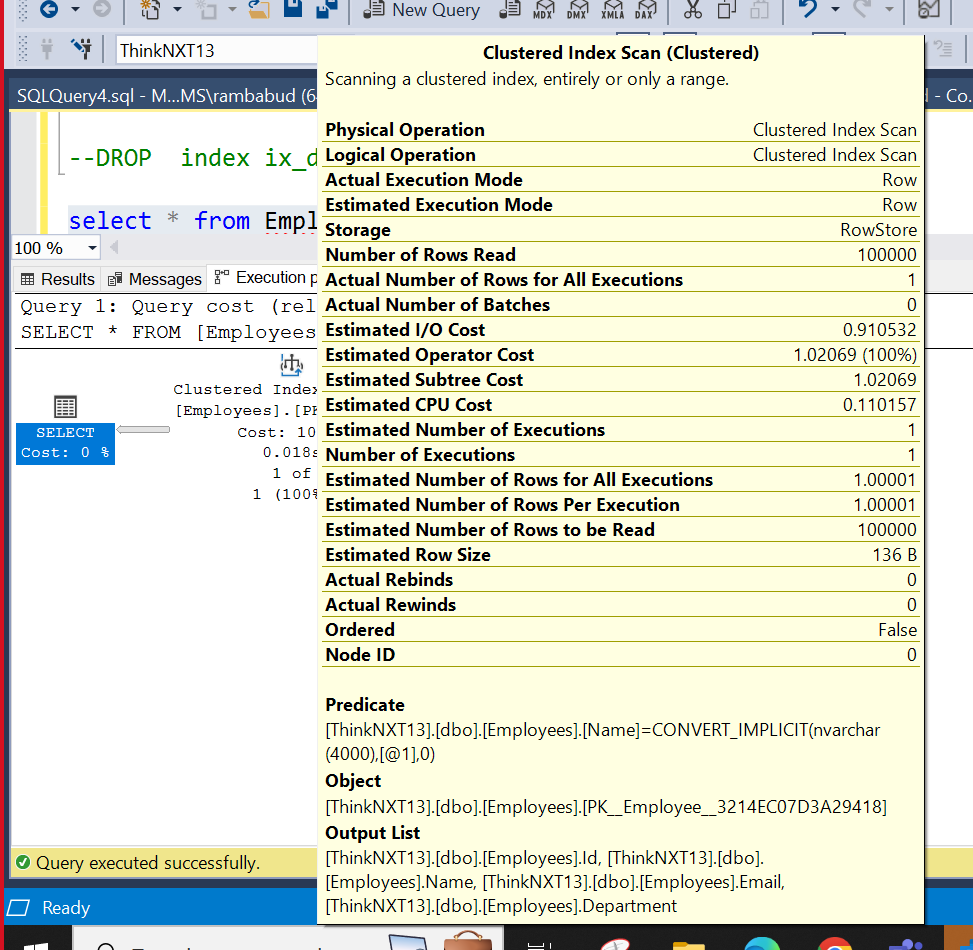 New Query
MDX DMX XMLA DAX
ThinkNXT13
Clustered Index Scan (Clustered)
Scanning a clustered index, entirely or only a range.
SQLQuery4.sql - M...MS\rambabud (6
- Co.
Physical Operation Clustered Index Scan
Logical Operation Clustered Index Scan
Actual Execution Mode Row
Estimated Execution Mode Row
Storage RowStore
Number of Rows Read 100000
Actual Number of Rows for All Executions 1
Actual Number of Batches 0
Estimated I/O Cost 0.910532
Estimated Operator Cost 1.02069 (100%)
Estimated Subtree Cost 1.02069
Estimated CPU Cost 0.110157
Estimated Number of Executions 1
Number of Executions 1
Estimated Number of Rows for All Executions 1.00001
Estimated Number of Rows Per Execution 1.00001
Estimated Number of Rows to be Read 100000
Estimated Row Size 136 B
Actual Rebinds 0
Actual Rewinds 0
Ordered False
Node ID 0
Predicate
[ThinkNXT13].[dbo].[Employees].[Name]=CONVERT_IMPLICIT(nvarchar
(4000),[@1],0)
Object
[ThinkNXT13].[dbo].[Employees].[PK__Employee__3214EC07D3A29418]
Output List
[ThinkNXT13].[dbo].[Employees].Id, [ThinkNXT13].[dbo].
[Employees].Name, [ThinkNXT13].[dbo].[Employees].Email,
[ThinkNXT13].[dbo].[Employees].Department
--DROP index ix_d
select * from Empl
100 %
Results Messages Execution p
Query 1: Query cost (rel
SELECT * FROM [Employees
Clustered Index
[Employees].[PK
Cost: 10
0.018s
1 of
1 (100%
SELECT
Cost: 0 %
Query executed successfully.
Ready